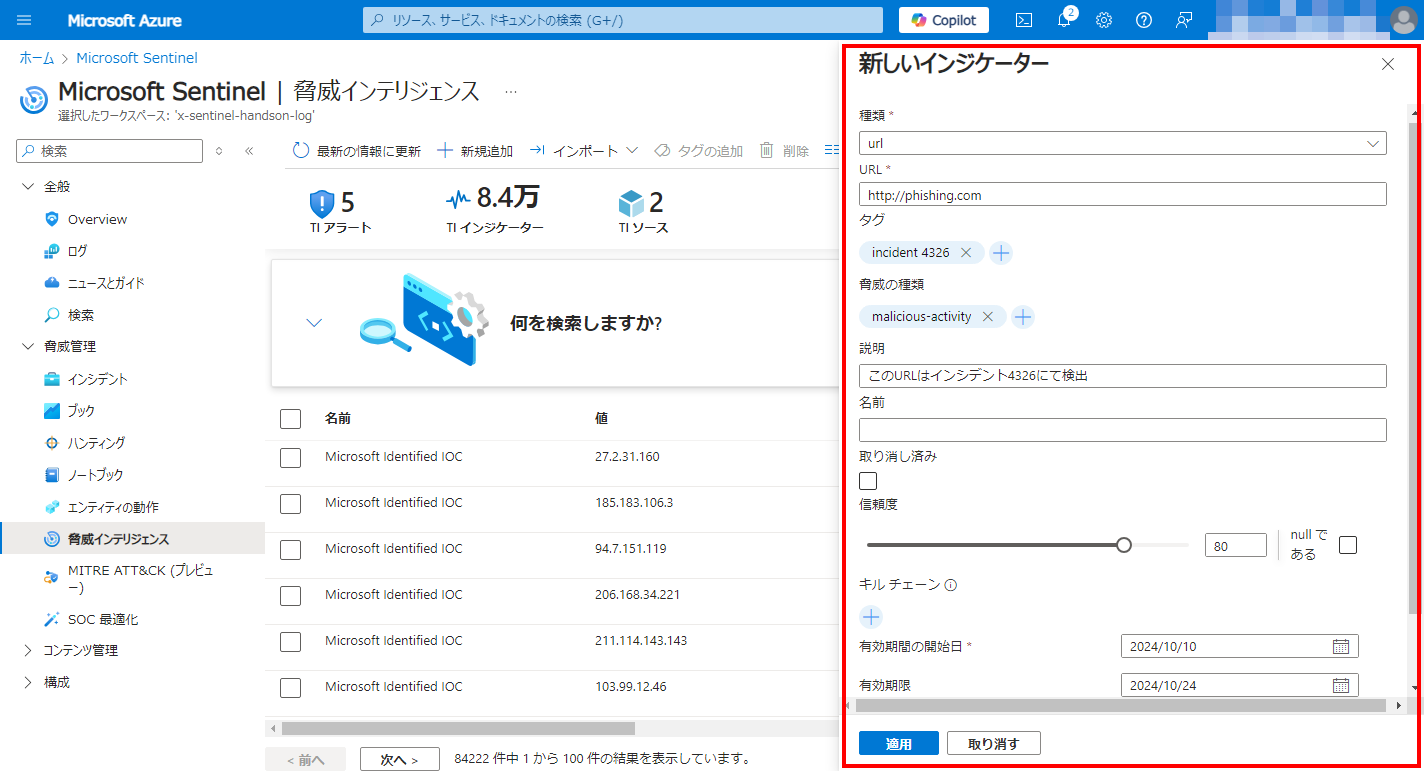 Microsoft Azure
リソース、サービス、ドキュメントの検索 (G+/)
Copilot
2
ホーム > Microsoft Sentinel
Microsoft Sentinel | 脅威インテリジェンス ...
選択したワークスペース: 'x-sentinel-handson-log'
検索
全般
Overview
ログ
ニュースとガイド
検索
脅威管理
インシデント
ブック
ハンティング
ノートブック
エンティティの動作
脅威インテリジェンス
MITRE ATT&CK (プレビュ
ー)
SOC 最適化
コンテンツ管理
構成
最新の情報に更新 新規追加 インポート タグの追加 削除
5
TI アラート
8.4万
TI インジケーター
2
TI ソース
何を検索しますか?
名前 値
Microsoft Identified IOC 27.2.31.160
Microsoft Identified IOC 185.183.106.3
Microsoft Identified IOC 94.7.151.119
Microsoft Identified IOC 206.168.34.221
Microsoft Identified IOC 211.114.143.143
Microsoft Identified IOC 103.99.12.46
< 前へ 次へ > 84222 件中 1 から 100 件の結果を表示しています。
新しいインジケーター
種類 *
url
URL *
http://phishing.com
タグ
incident 4326
脅威の種類
malicious-activity
説明
このURLはインシデント4326にて検出
名前
取り消し済み
信頼度
80
null で
ある
キル チェーン
有効期間の開始日 *
2024/10/10
有効期限
2024/10/24
適用 取り消す